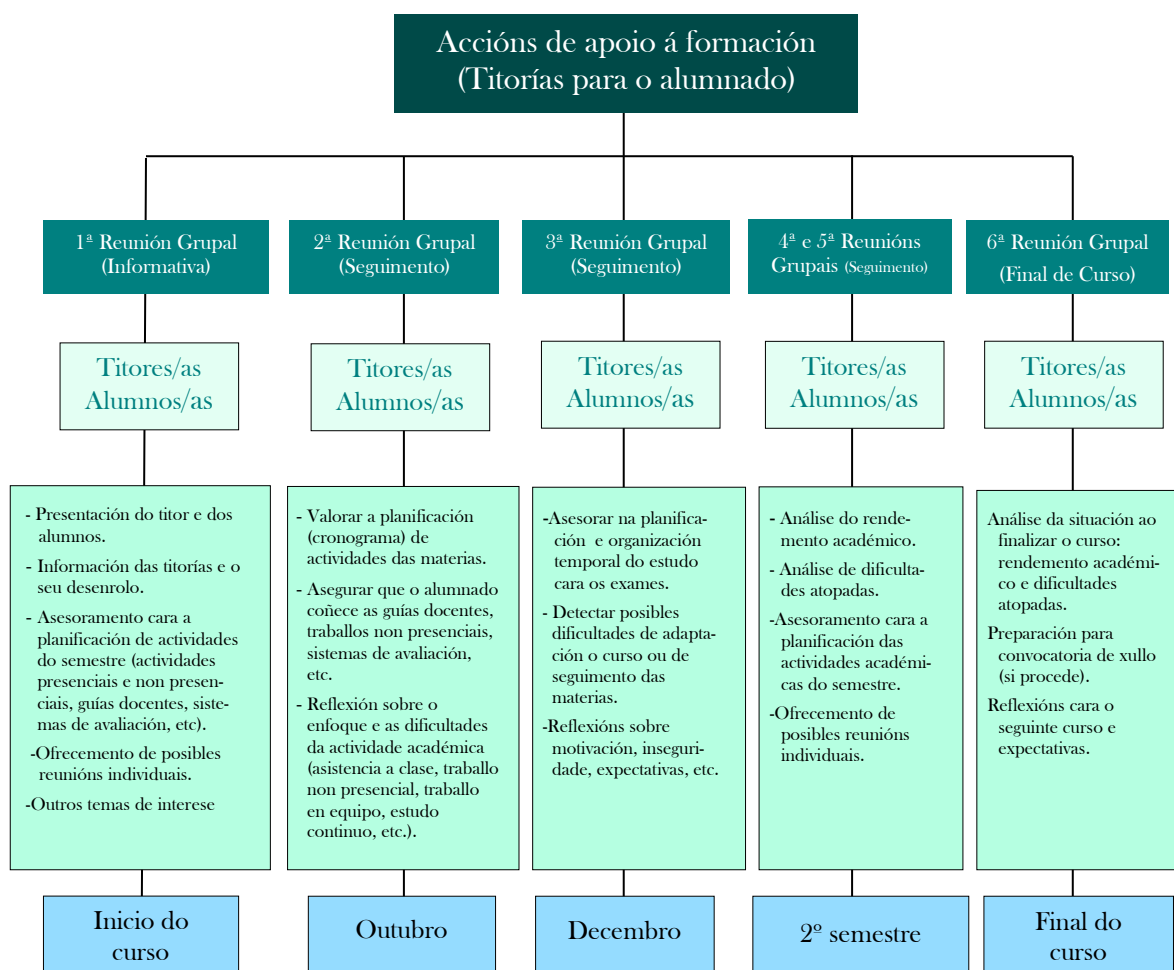 Accións de apoio á formación
(Titorías para o alumnado)
1ª Reunión Grupal
(Informativa)
2ª Reunión Grupal
(Seguimento)
3ª Reunión Grupal
(Seguimento)
4ª e 5ª Reunións
Grupais (Seguimento)
6ª Reunión Grupal
(Final de Curso)
Titores/as
Alumnos/as
Titores/as
Alumnos/as
Titores/as
Alumnos/as
Titores/as
Alumnos/as
Titores/as
Alumnos/as
- Presentación do titor e dos
alumnos.
- Información das titorías e o
seu desenrolo.
- Asesoramento cara a
planificación de actividades
do semestre (actividades
presenciais e non presen-
ciais, guías docentes, siste-
mas de avaliación, etc).
-Ofrecemento de posibles
reunións individuais.
-Outros temas de interese
- Valorar a planificación
(cronograma) de
actividades das materias.
- Asegurar que o alumnado
coñece as guías docentes,
traballos non presenciais,
sistemas de avaliación,
etc.
- Reflexión sobre o
enfoque e as dificultades
da actividade académica
(asistencia a clase, traballo
non presencial, traballo
en equipo, estudo
continuo, etc.).
-Asesorar na planifica-
ción e organización
temporal do estudo
cara os exames.
- Detectar posibles
dificultades de adapta-
ción o curso ou de
seguimento das
materias.
-Reflexións sobre
motivación, inseguri-
dade, expectativas, etc.
- Análise do rende-
mento académico.
- Análise de dificulta-
des atopadas.
-Asesoramento cara a
planificación das
actividades académi-
cas do semestre.
-Ofrecemento de
posibles reunións
individuais.
Análise da situación ao
finalizar o curso:
rendemento académi-
co e dificultades
atopadas.
Preparación para
convocatoria de xullo
(si procede).
Reflexións cara o
seguinte curso e
expectativas.
Inicio do
curso
Outubro
Decembro
2º semestre
Final do
curso